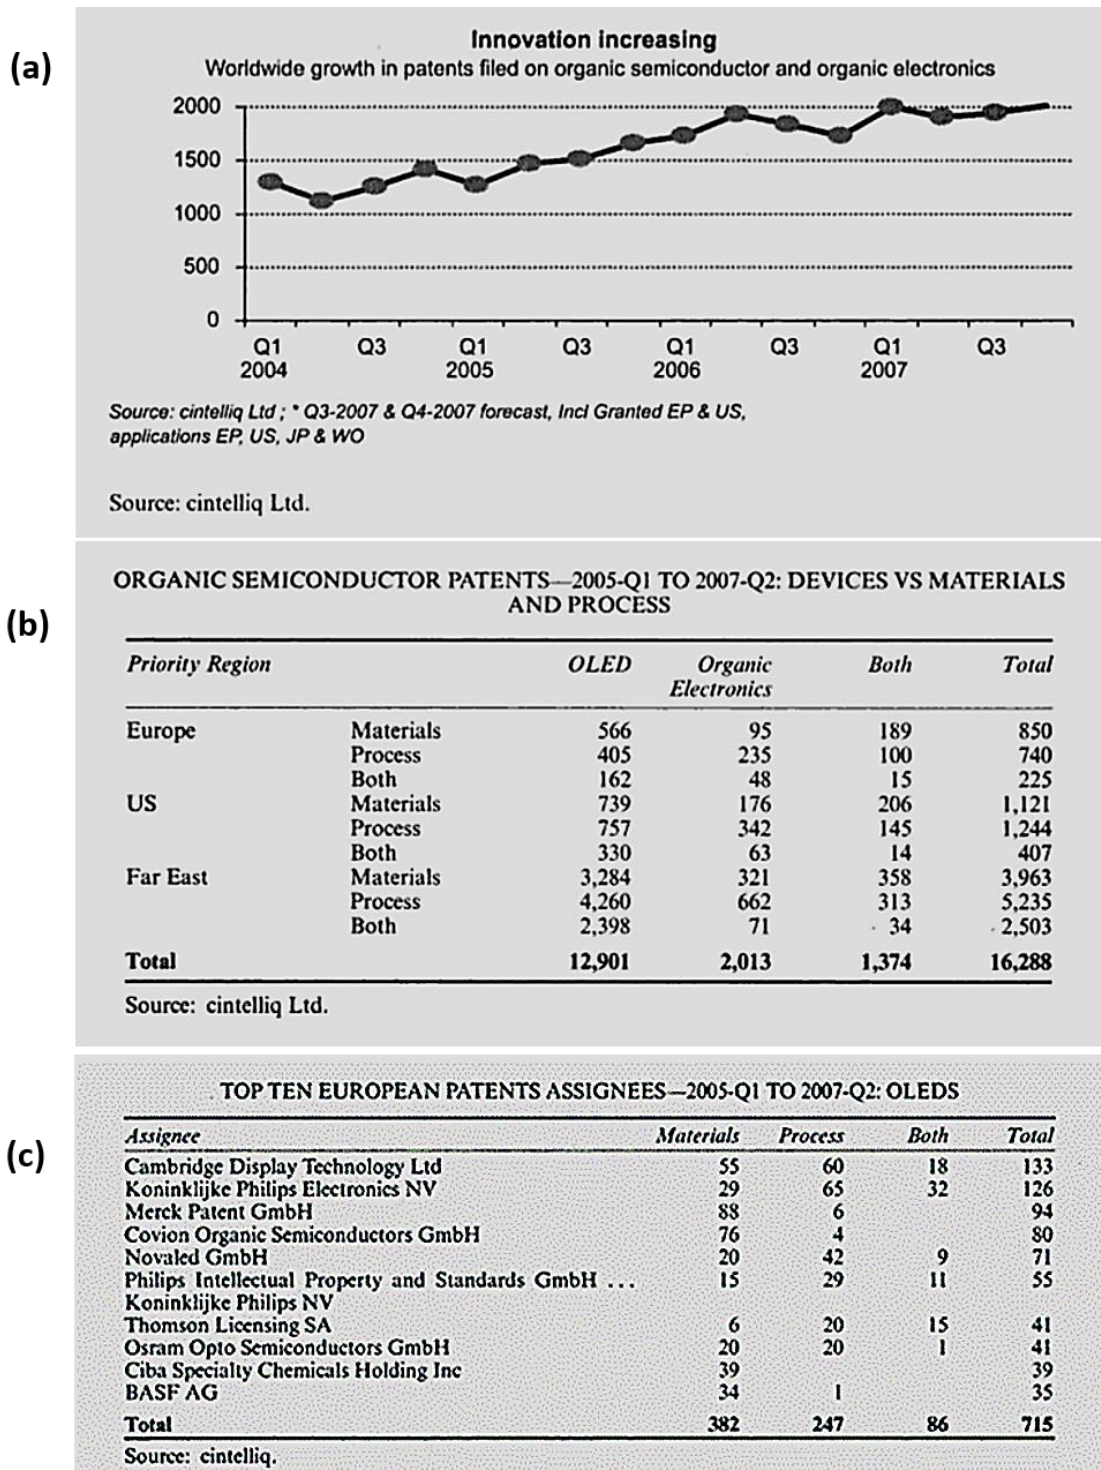 (a)
Innovation increasing
Worldwide growth in patents filed on organic semiconductor and organic electronics
2000
1500
1000
500
0
Q1 Q3 Q1 Q3 Q1 Q3 Q1 Q3
2004 2005 2006 2007
Source: cintelliq Ltd ; * Q3-2007 & Q4-2007 forecast, Incl Granted EP & US,
applications EP, US, JP & WO
Source: cintelliq Ltd.
(b)
ORGANIC SEMICONDUCTOR PATENTS—2005-Q1 TO 2007-Q2: DEVICES VS MATERIALS
AND PROCESS
Priority Region OLED Organic Both Total
Electronics
Europe Materials 566 95 189 850
Process 405 235 100 740
Both 162 48 15 225
US Materials 739 176 206 1,121
Process 757 342 145 1,244
Both 330 63 14 407
Far East Materials 3,284 321 358 3,963
Process 4,260 662 313 5,235
Both 2,398 71 34 2,503
Total 12,901 2,013 1,374 16,288
Source: cintelliq Ltd.
(c)
TOP TEN EUROPEAN PATENTS ASSIGNEES—2005-Q1 TO 2007-Q2: OLEDS
Assignee Materials Process Both Total
Cambridge Display Technology Ltd 55 60 18 133
Koninklijke Philips Electronics NV 29 65 32 126
Merck Patent GmbH 88 6 94
Covion Organic Semiconductors GmbH 76 4 80
Novaled GmbH 20 42 9 71
Philips Intellectual Property and Standards GmbH ... 15 29 11 55
Koninklijke Philips NV
Thomson Licensing SA 6 20 15 41
Osram Opto Semiconductors GmbH 20 20 1 41
Ciba Specialty Chemicals Holding Inc 39 39
BASF AG 34 1 35
Total 382 247 86 715
Source: cintelliq.